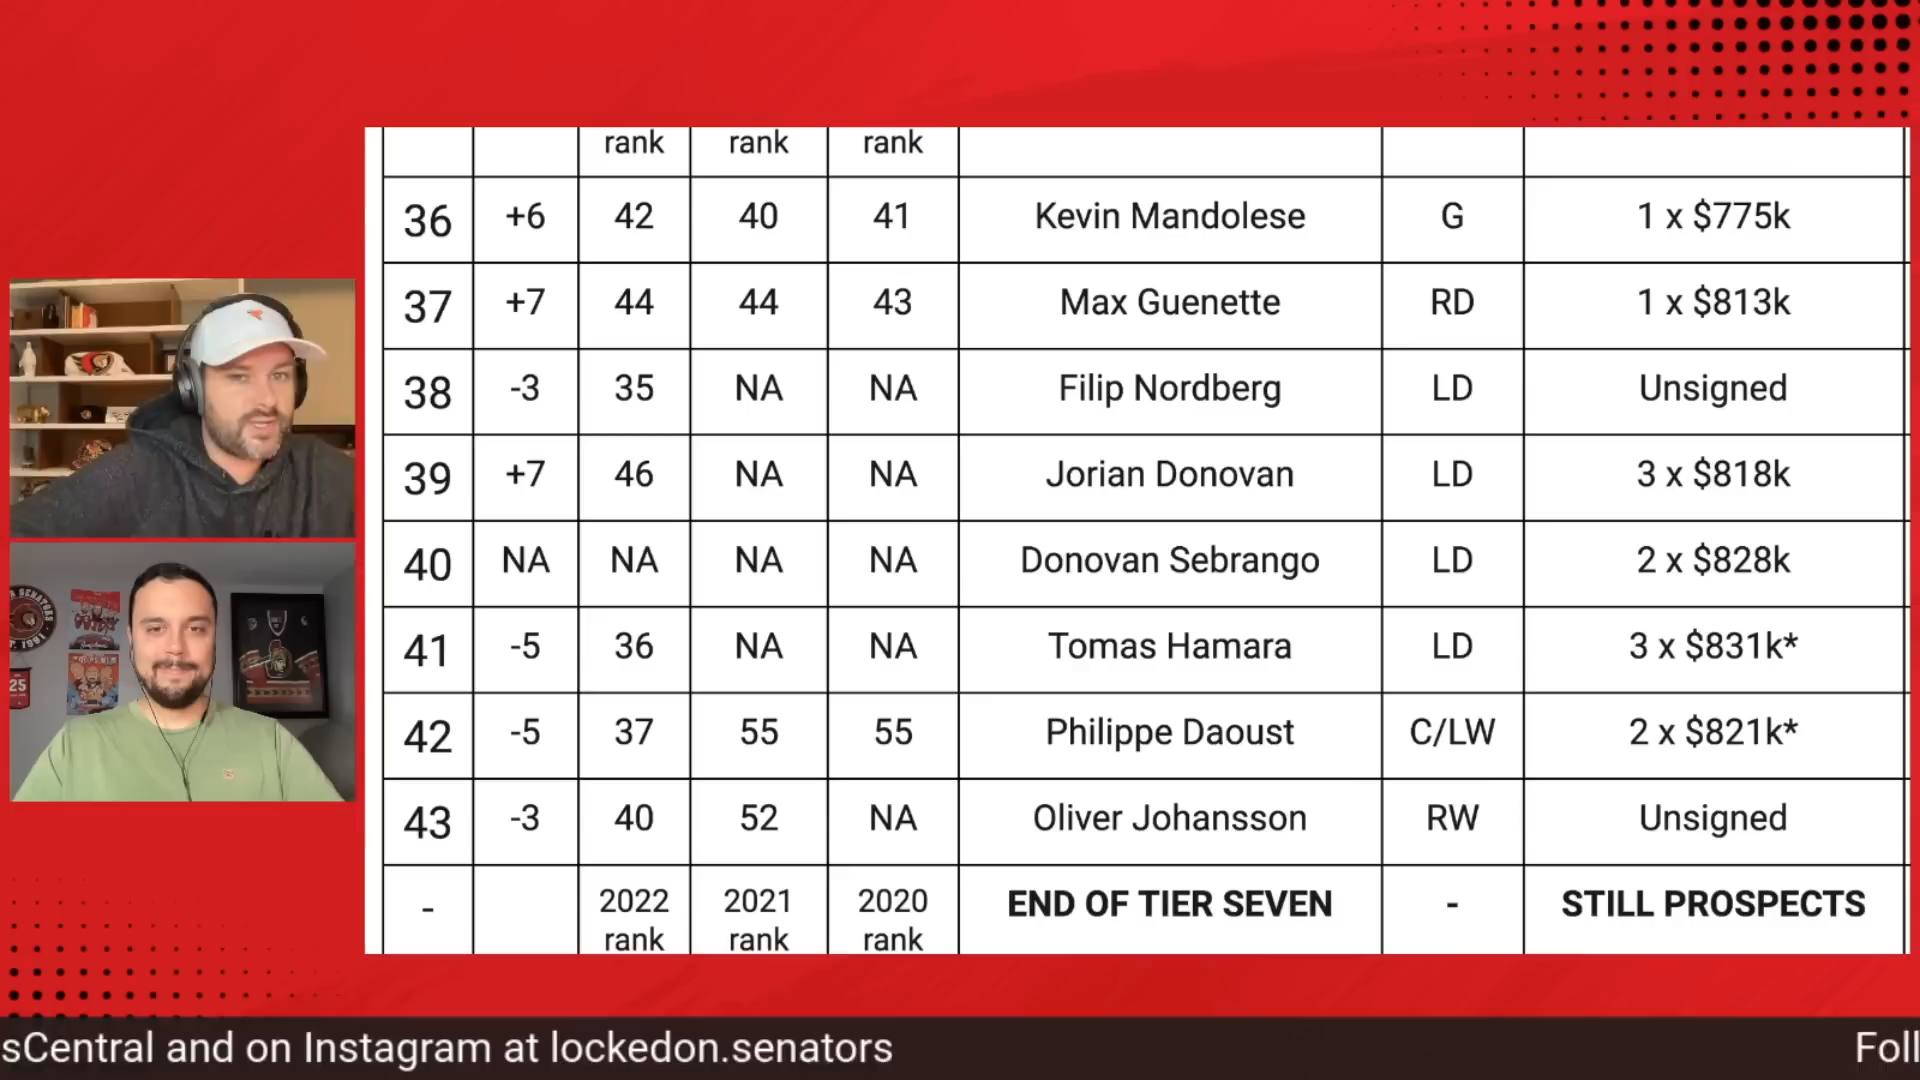 rank rank rank
36 +6 42 40 41 Kevin Mandolese G 1 x $775k
37 +7 44 44 43 Max Guenette RD 1 x $813k
38 -3 35 NA NA Filip Nordberg LD Unsigned
39 +7 46 NA NA Jorian Donovan LD 3 x $818k
40 NA NA NA NA Donovan Sebrango LD 2 x $828k
41 -5 36 NA NA Tomas Hamara LD 3 x $831k*
42 -5 37 55 55 Philippe Daoust C/LW 2 x $821k*
43 -3 40 52 NA Oliver Johansson RW Unsigned
- 2022 2021 2020 END OF TIER SEVEN - STILL PROSPECTS
rank rank rank
25
sCentral and on Instagram at lockedon.senators Foll